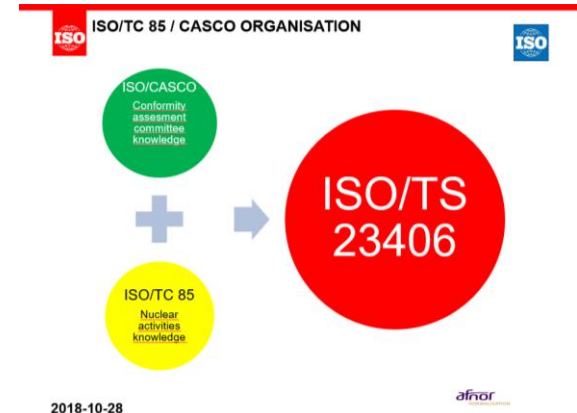 ISO
ISO/TC 85 / CASCO ORGANISATION
ISO
ISO/CASCO
Conformity
assesment
committee
knowledge
ISO/TS
23406
ISO/TC 85
Nuclear
activities
knowledge
afnor
2018-10-28